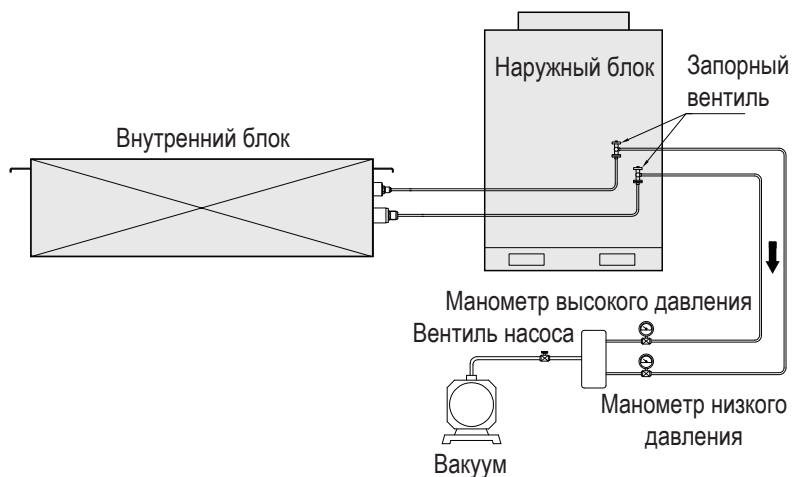 Наружный блок
Запорный
вентиль
Внутренний блок
Манометр высокого давления
Вентиль насоса
Манометр низкого
давления
Вакуум